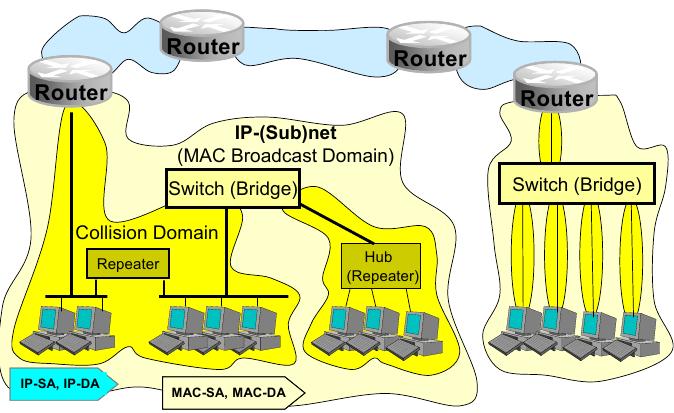 Router
Router
Router
Router
IP-(Sub)net
(MAC Broadcast Domain)
Switch (Bridge)
Switch (Bridge)
Collision Domain
Repeater
Hub
(Repeater)
IP-SA, IP-DA
MAC-SA, MAC-DA